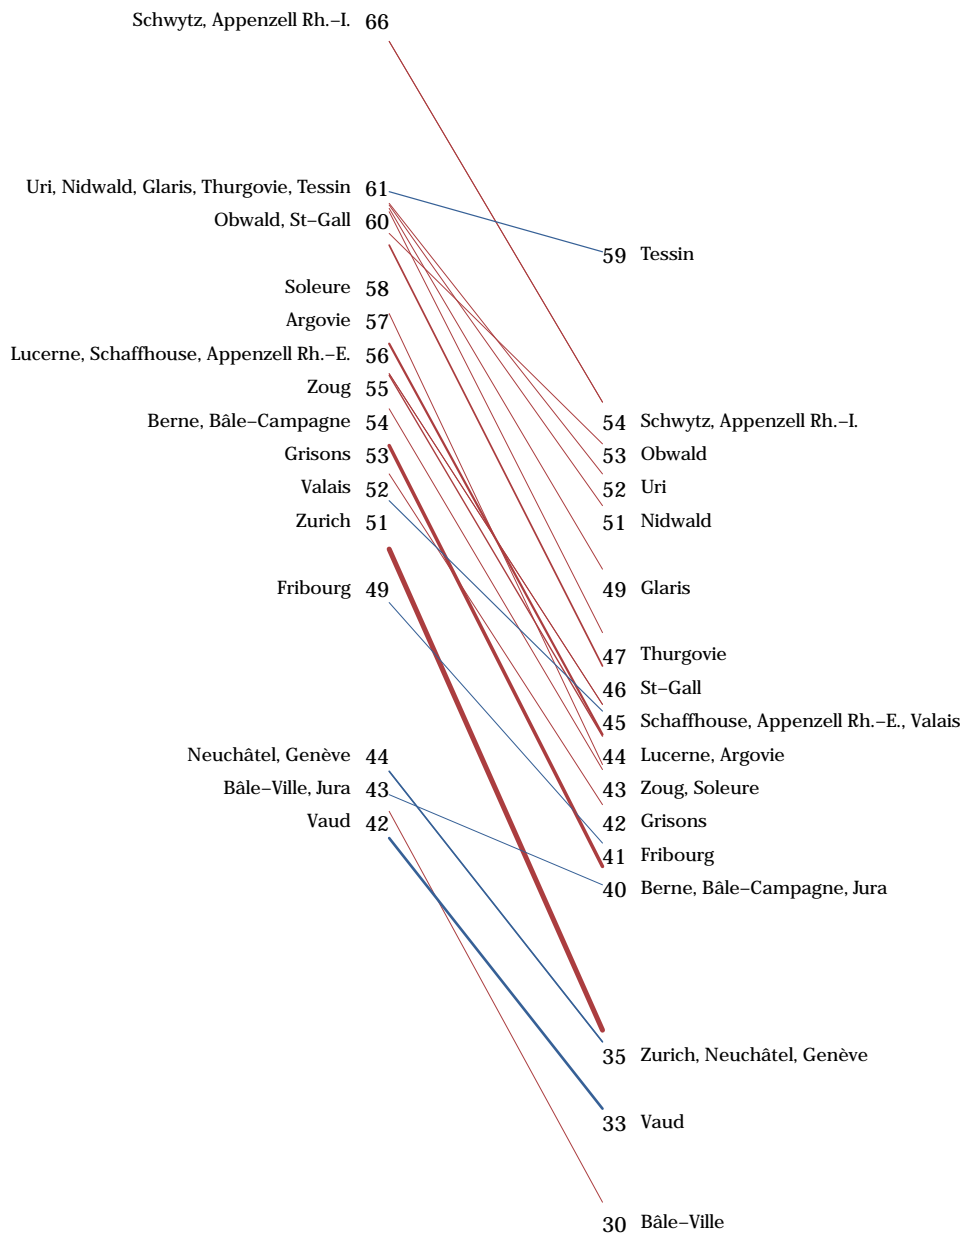 Schwytz, Appenzell Rh.–I. 66
Uri, Nidwald, Glaris, Thurgovie, Tessin 61
Obwald, St–Gall 60
59 Tessin
Soleure 58
Argovie 57
Lucerne, Schaffhouse, Appenzell Rh.–E. 56
Zoug 55
Berne, Bâle–Campagne 54
54 Schwytz, Appenzell Rh.–I.
Grisons 53
53 Obwald
Valais 52
52 Uri
Zurich 51
51 Nidwald
Fribourg 49
49 Glaris
47 Thurgovie
46 St–Gall
45 Schaffhouse, Appenzell Rh.–E., Valais
Neuchâtel, Genève 44
44 Lucerne, Argovie
Bâle–Ville, Jura 43
43 Zoug, Soleure
Vaud 42
42 Grisons
41 Fribourg
40 Berne, Bâle–Campagne, Jura
35 Zurich, Neuchâtel, Genève
33 Vaud
30 Bâle–Ville